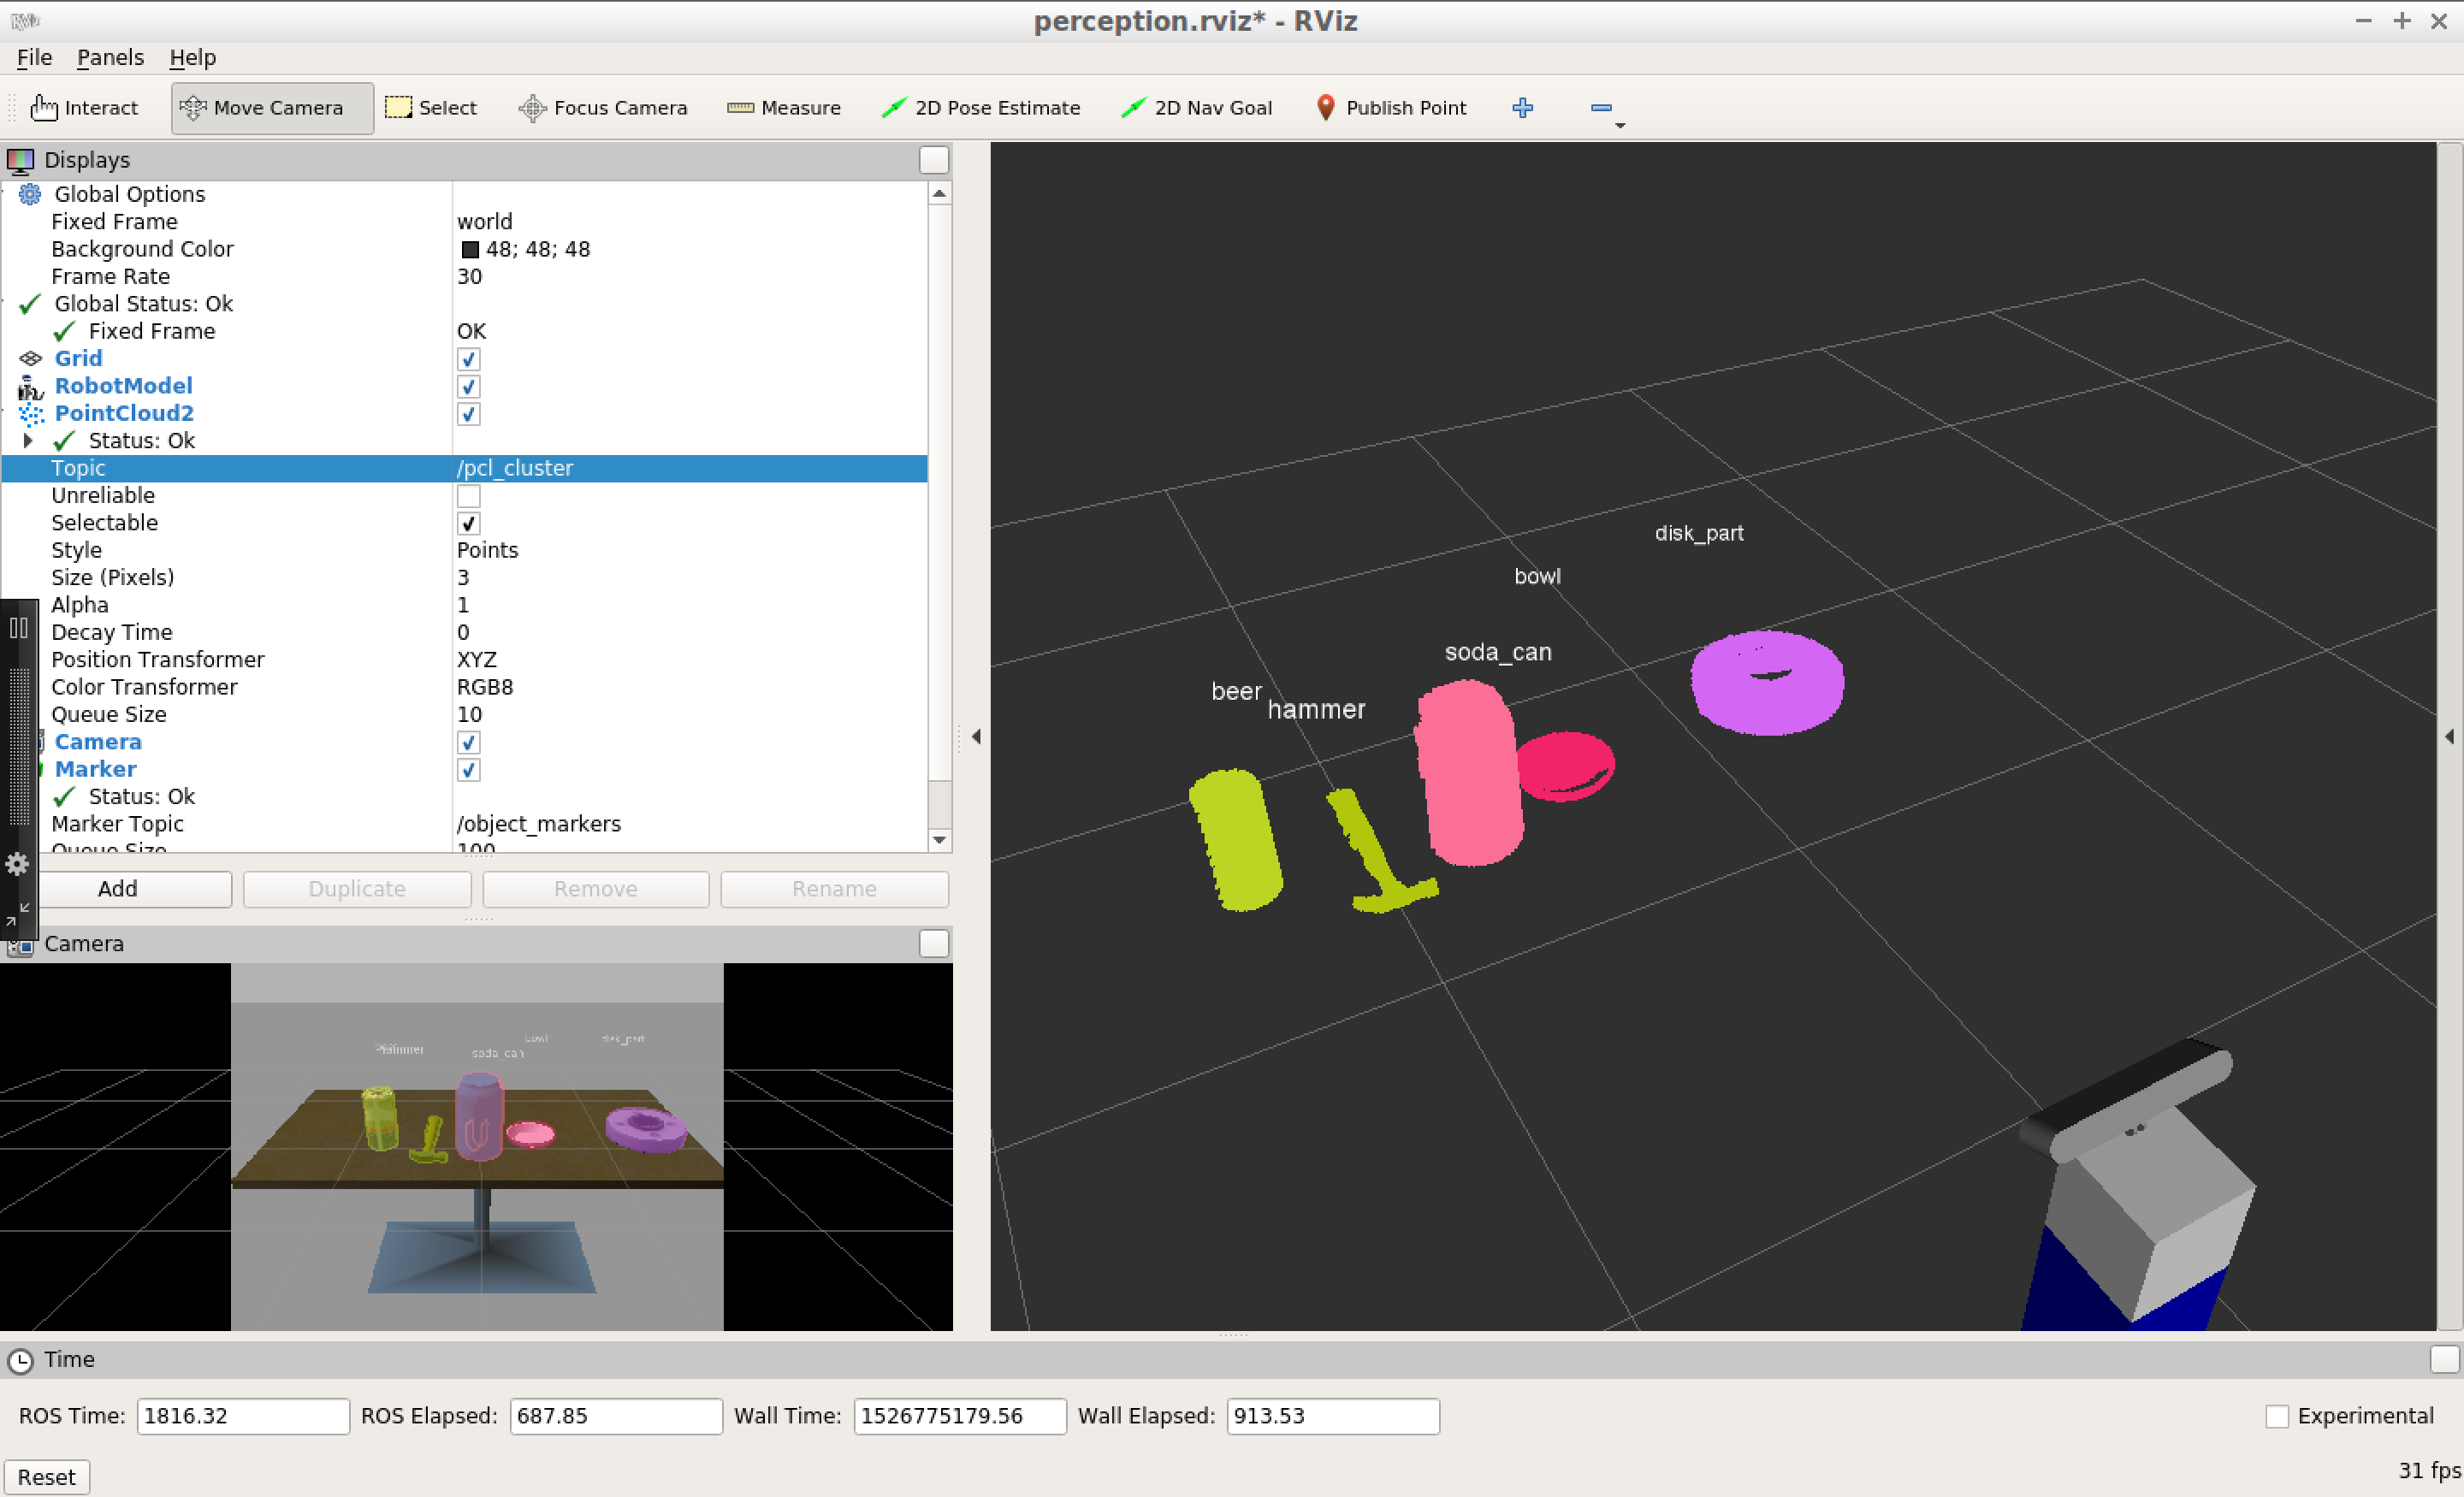 perception.rviz* - RViz
File Panels Help
Interact Move Camera Select Focus Camera Measure 2D Pose Estimate 2D Nav Goal Publish Point
Displays
Global Options
Fixed Frame world
Background Color 48; 48; 48
Frame Rate 30
Global Status: Ok
Fixed Frame OK
Grid
RobotModel
PointCloud2
Status: Ok
Topic /pcl_cluster
Unreliable
Selectable
Style Points
Size (Pixels) 3
Alpha 1
Decay Time 0
Position Transformer XYZ
Color Transformer RGB8
Queue Size 10
Camera
Marker
Status: Ok
Marker Topic /object_markers
Queue Size 100
Add Duplicate Remove Rename
disk_part
bowl
soda_can
beer
hammer
Camera
bowl
disk_part
hammer
soda_can
Time
ROS Time: 1816.32 ROS Elapsed: 687.85 Wall Time: 1526775179.56 Wall Elapsed: 913.53 Experimental
Reset 31 fps